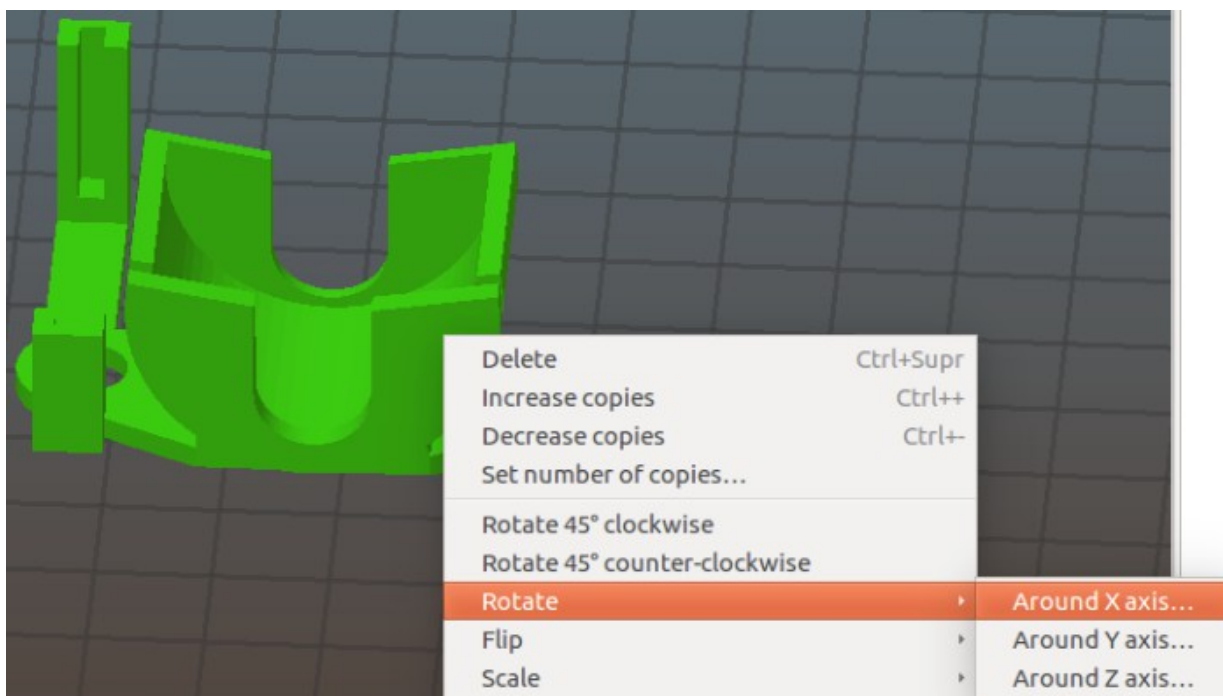 Delete Ctrl+Supr
Increase copies Ctrl++
Decrease copies Ctrl+-
Set number of copies…
Rotate 45° clockwise
Rotate 45° counter-clockwise
Rotate Around X axis…
Flip Around Y axis…
Scale Around Z axis…